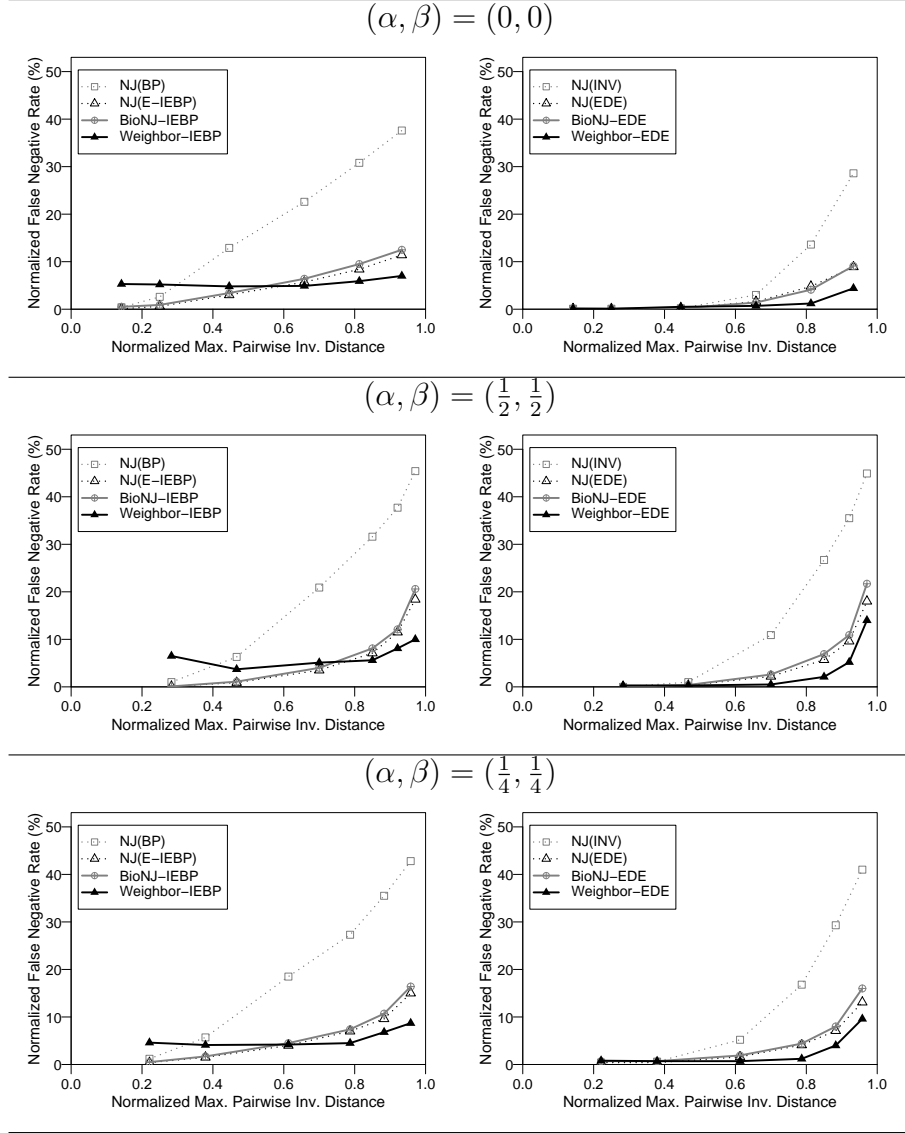 (α, β) = (0, 0)
Normalized False Negative Rate (%)
50
40
30
20
10
0
NJ(BP)
NJ(E−IEBP)
BioNJ−IEBP
Weighbor−IEBP
0.0 0.2 0.4 0.6 0.8 1.0
Normalized Max. Pairwise Inv. Distance
Normalized False Negative Rate (%)
50
40
30
20
10
0
NJ(INV)
NJ(EDE)
BioNJ−EDE
Weighbor−EDE
0.0 0.2 0.4 0.6 0.8 1.0
Normalized Max. Pairwise Inv. Distance
(α, β) = (1/2, 1/2)
Normalized False Negative Rate (%)
50
40
30
20
10
0
NJ(BP)
NJ(E−IEBP)
BioNJ−IEBP
Weighbor−IEBP
0.0 0.2 0.4 0.6 0.8 1.0
Normalized Max. Pairwise Inv. Distance
Normalized False Negative Rate (%)
50
40
30
20
10
0
NJ(INV)
NJ(EDE)
BioNJ−EDE
Weighbor−EDE
0.0 0.2 0.4 0.6 0.8 1.0
Normalized Max. Pairwise Inv. Distance
(α, β) = (1/4, 1/4)
Normalized False Negative Rate (%)
50
40
30
20
10
0
NJ(BP)
NJ(E−IEBP)
BioNJ−IEBP
Weighbor−IEBP
0.0 0.2 0.4 0.6 0.8 1.0
Normalized Max. Pairwise Inv. Distance
Normalized False Negative Rate (%)
50
40
30
20
10
0
NJ(INV)
NJ(EDE)
BioNJ−EDE
Weighbor−EDE
0.0 0.2 0.4 0.6 0.8 1.0
Normalized Max. Pairwise Inv. Distance